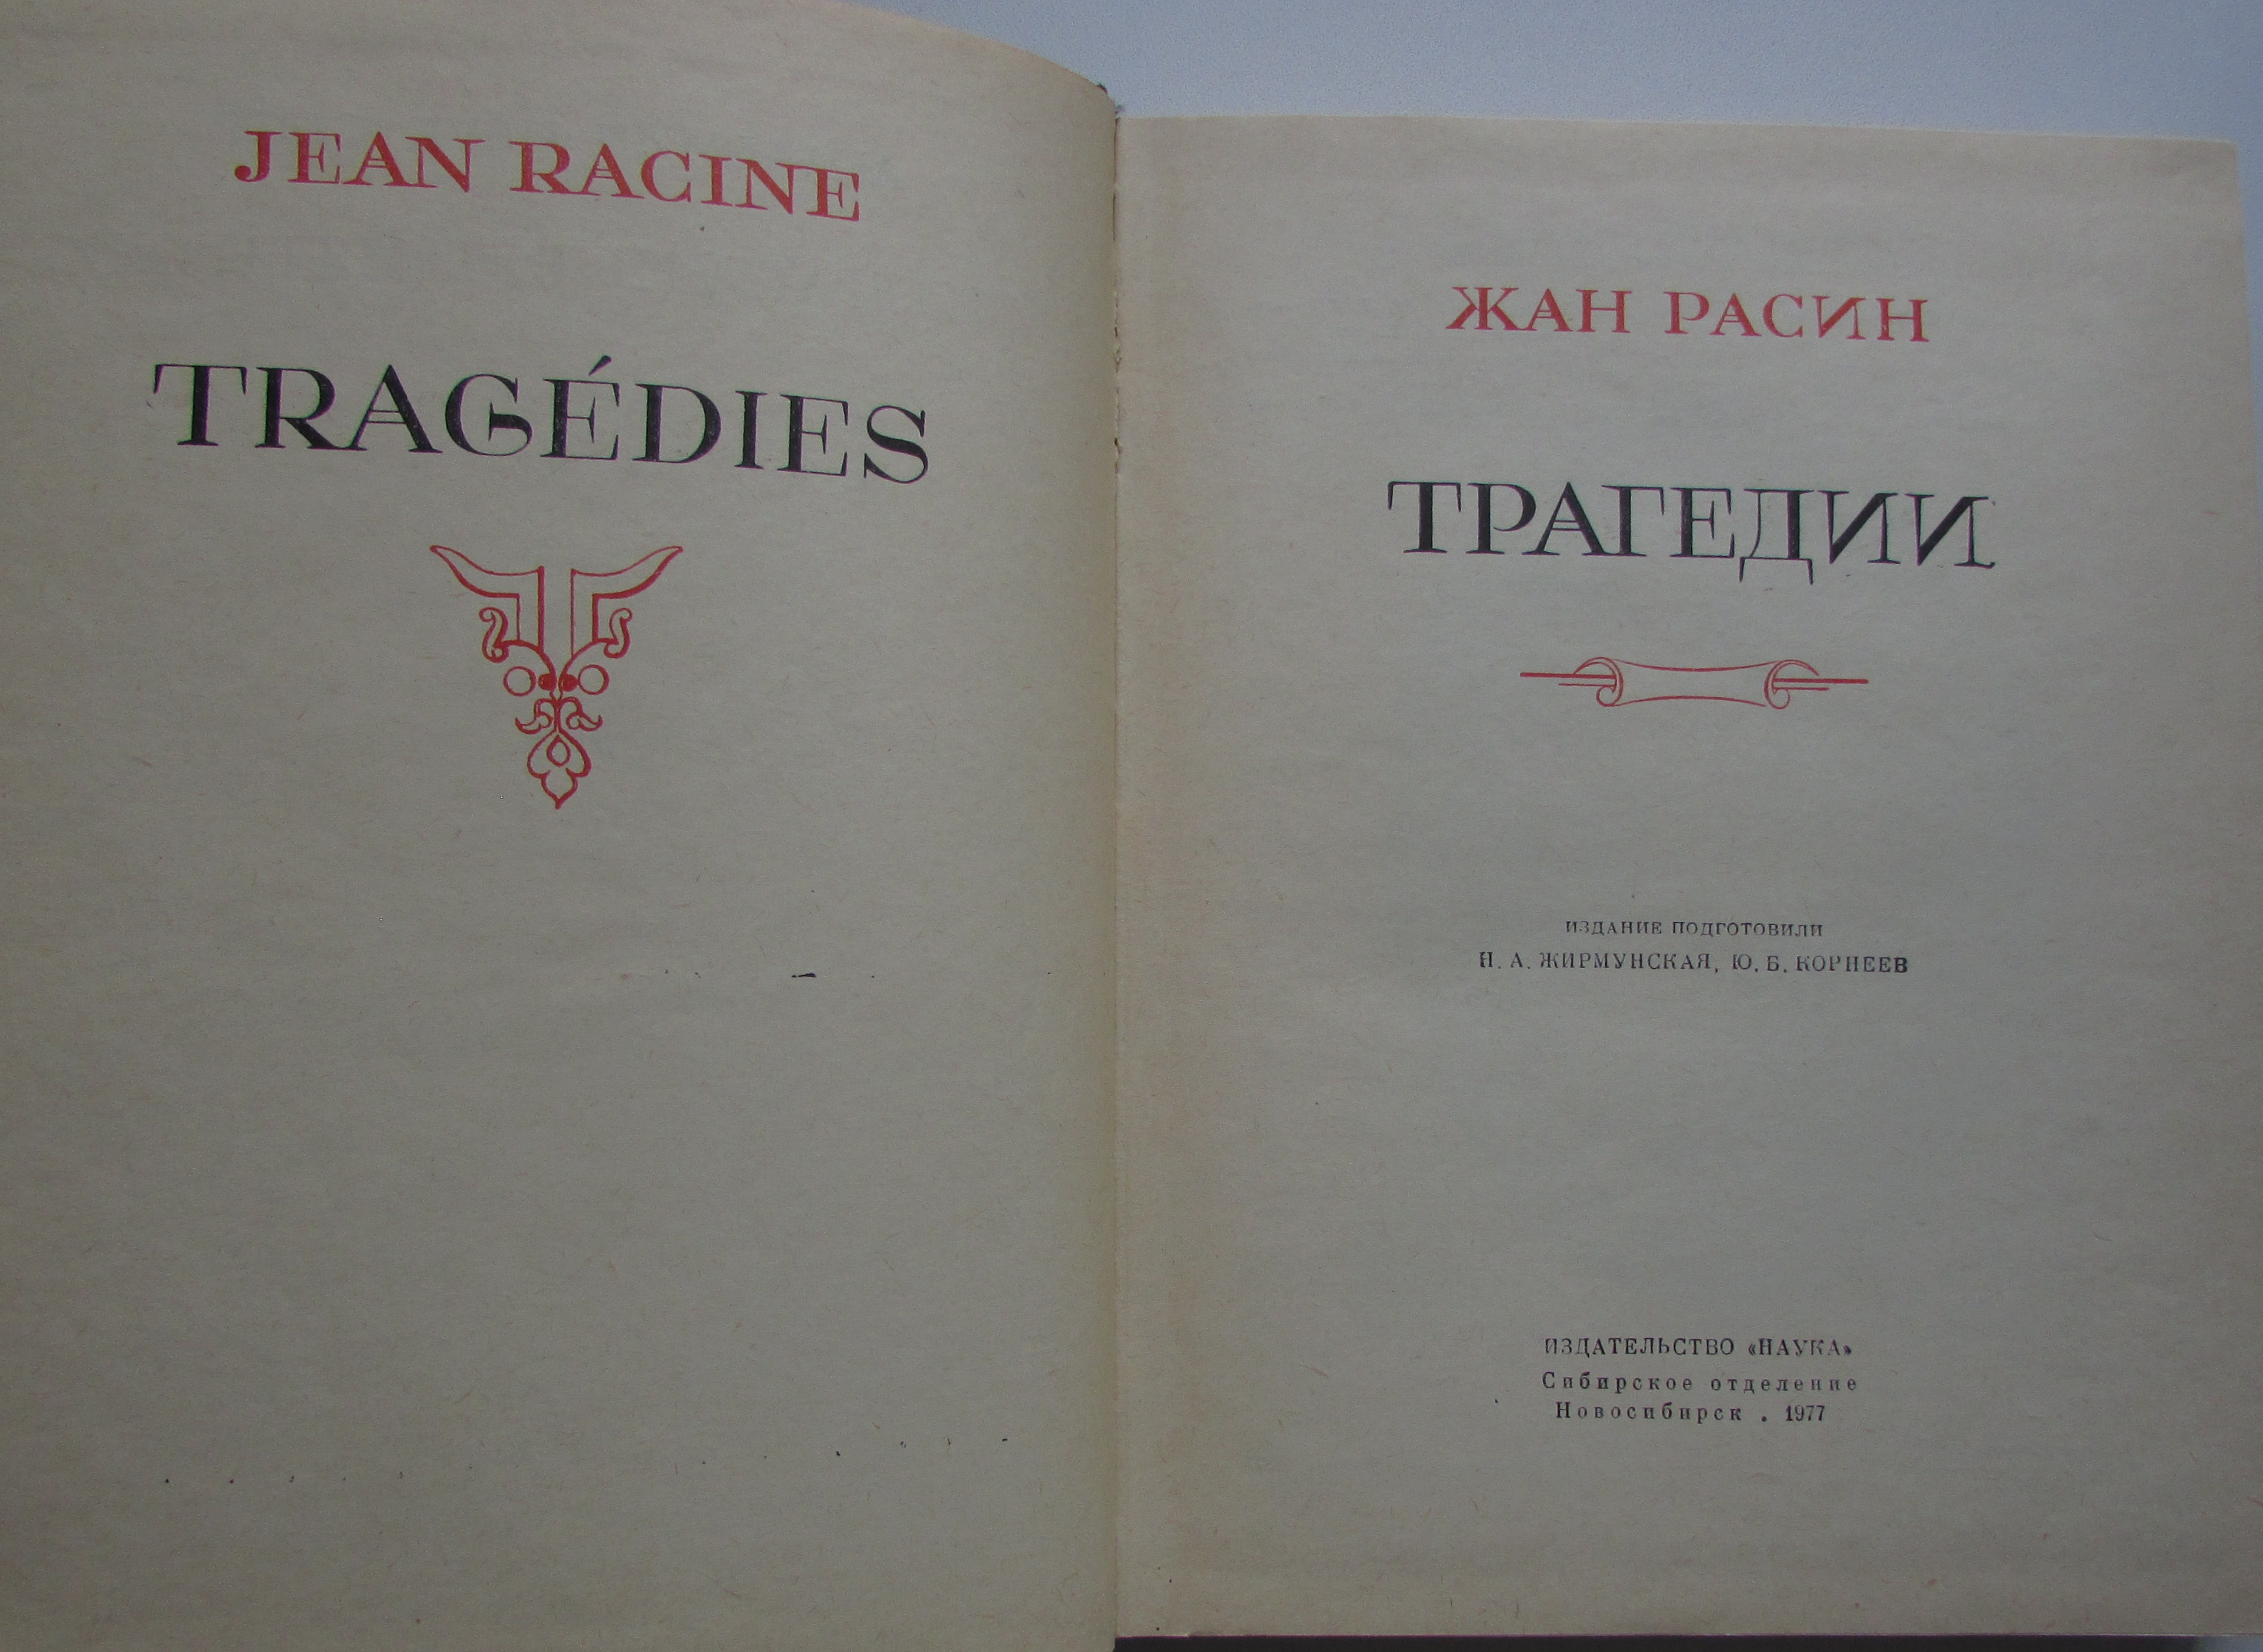 JEAN RACINE
TRAGÉDIES
ЖАН РАСИН
ТРАГЕДИИ
ИЗДАНИЕ ПОДГОТОВИЛИ
Н. А. ЖИРМУНСКАЯ, Ю. Б. КОРНЕЕВ
ИЗДАТЕЛЬСТВО «НАУКА»
Сибирское отделение
Новосибирск . 1977